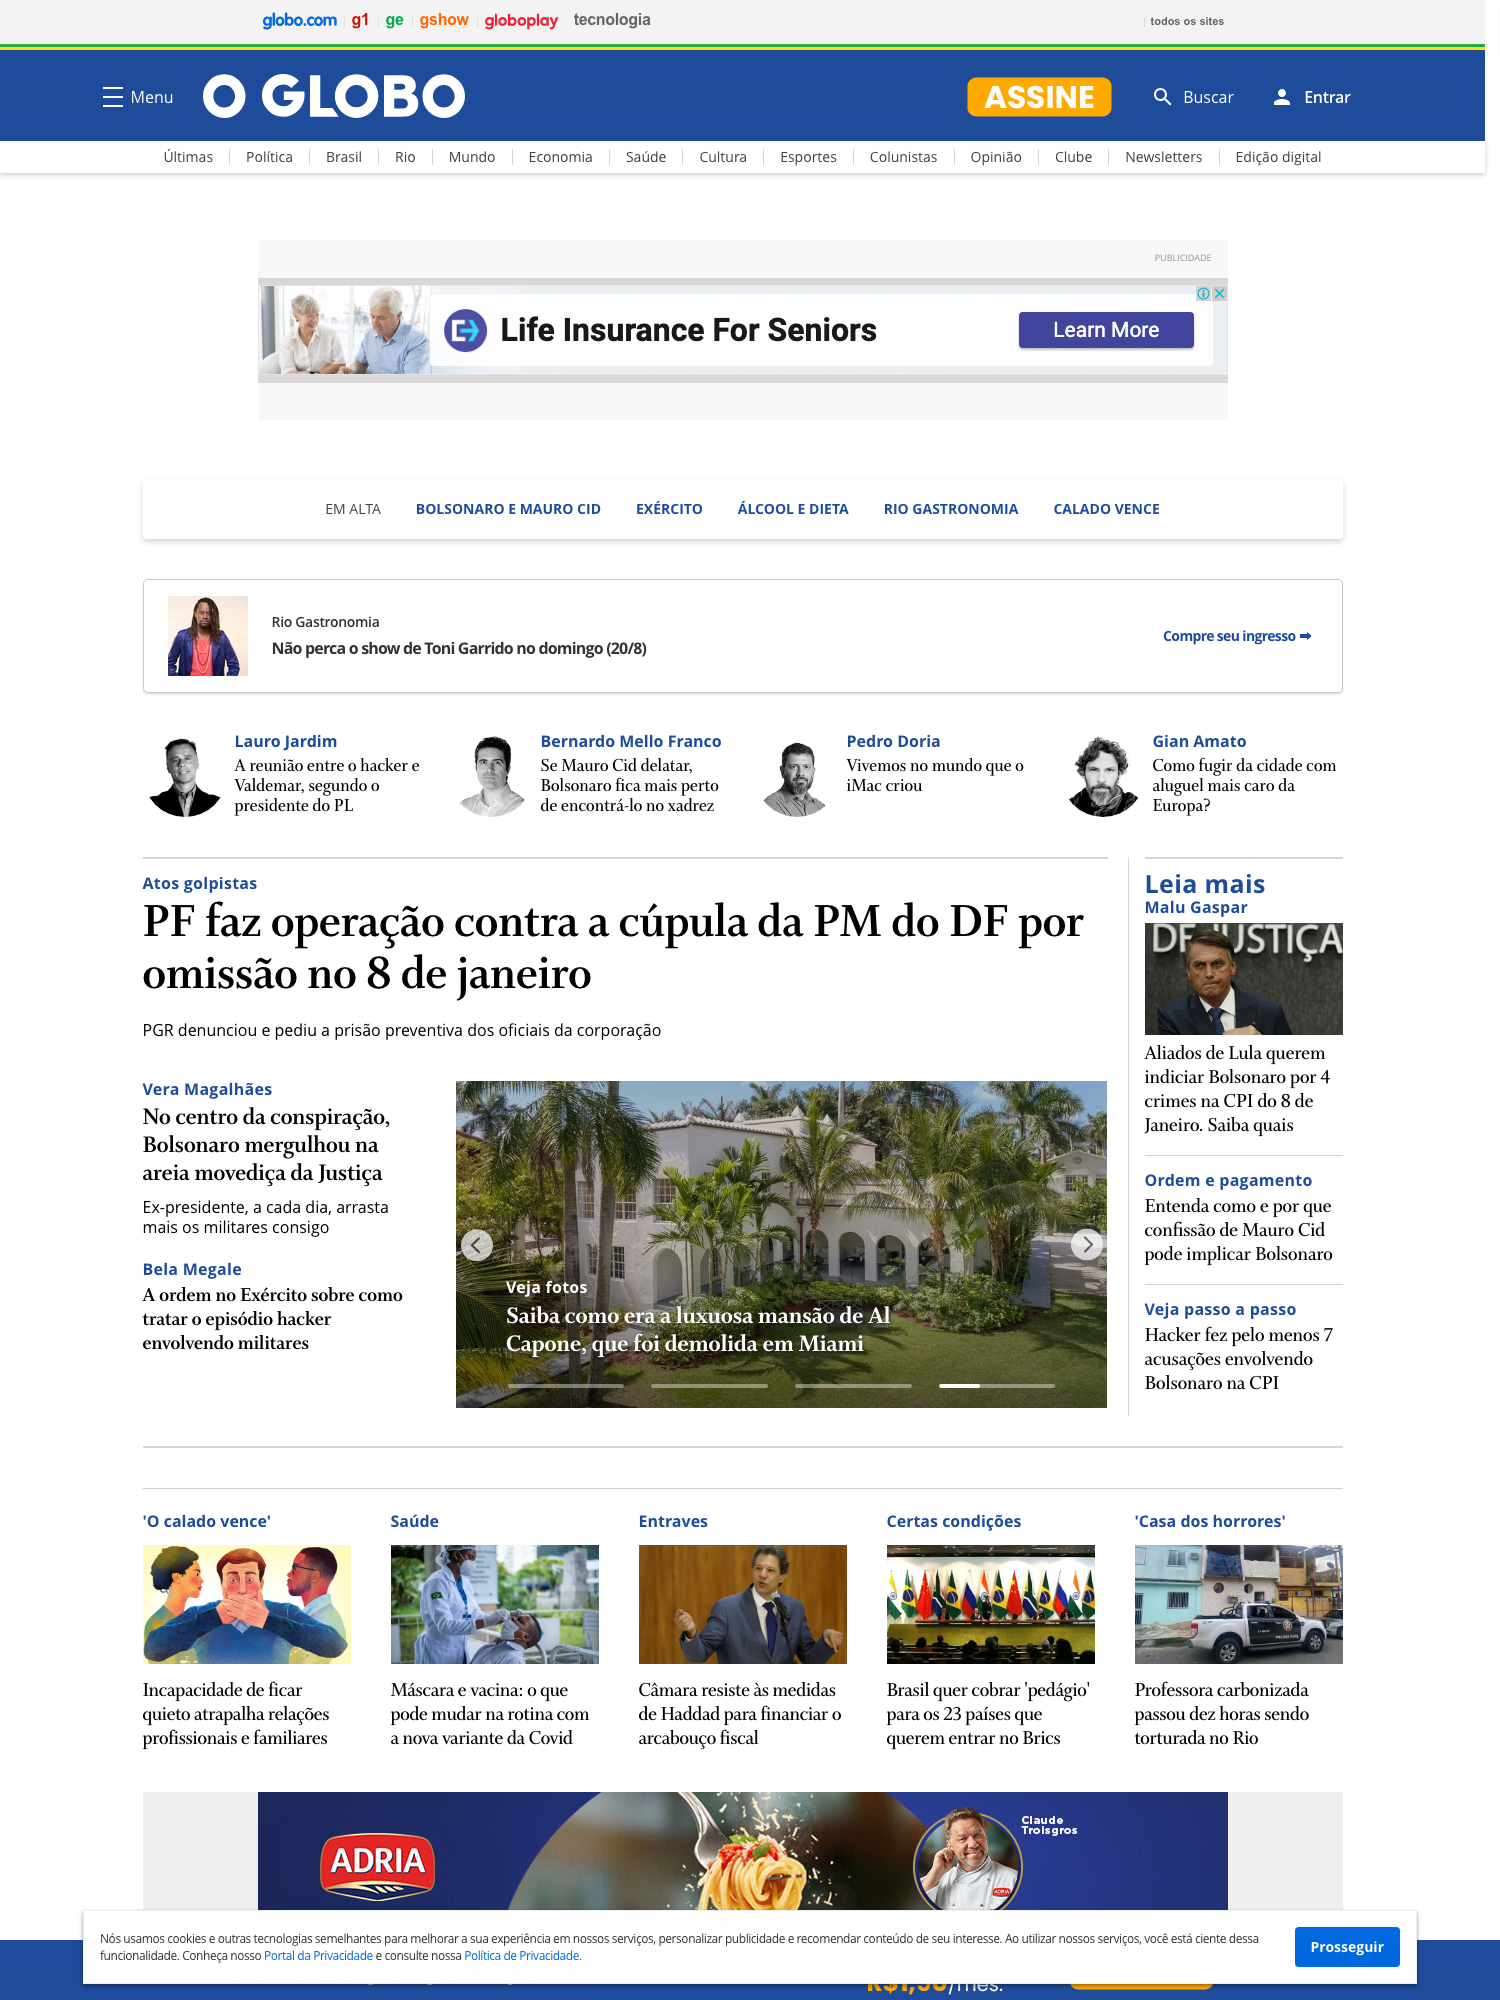 globo.com
g1
ge
gshow
globoplay
tecnologia
todos os sites
Menu
O GLOBO
ASSINE
Buscar
Entrar
Últimas
Política
Brasil
Rio
Mundo
Economia
Saúde
Cultura
Esportes
Colunistas
Opinião
Clube
Newsletters
Edição digital
PUBLICIDADE
Life Insurance For Seniors
Learn More
EM ALTA
BOLSONARO E MAURO CID
EXÉRCITO
ÁLCOOL E DIETA
RIO GASTRONOMIA
CALADO VENCE
Rio Gastronomia
Não perca o show de Toni Garrido no domingo (20/8)
Compre seu ingresso ➡
Lauro Jardim
A reunião entre o hacker e
Valdemar, segundo o
presidente do PL
Bernardo Mello Franco
Se Mauro Cid delatar,
Bolsonaro fica mais perto
de encontrá-lo no xadrez
Pedro Doria
Vivemos no mundo que o
iMac criou
Gian Amato
Como fugir da cidade com
aluguel mais caro da
Europa?
Atos golpistas
PF faz operação contra a cúpula da PM do DF por
omissão no 8 de janeiro
PGR denunciou e pediu a prisão preventiva dos oficiais da corporação
Vera Magalhães
No centro da conspiração,
Bolsonaro mergulhou na
areia movediça da Justiça
Ex-presidente, a cada dia, arrasta
mais os militares consigo
Bela Megale
A ordem no Exército sobre como
tratar o episódio hacker
envolvendo militares
Veja fotos
Saiba como era a luxuosa mansão de Al
Capone, que foi demolida em Miami
Leia mais
Malu Gaspar
DE JUSTIÇA
Aliados de Lula querem
indiciar Bolsonaro por 4
crimes na CPI do 8 de
Janeiro. Saiba quais
Ordem e pagamento
Entenda como e por que
confissão de Mauro Cid
pode implicar Bolsonaro
Veja passo a passo
Hacker fez pelo menos 7
acusações envolvendo
Bolsonaro na CPI
'O calado vence'
Incapacidade de ficar
quieto atrapalha relações
profissionais e familiares
Saúde
Máscara e vacina: o que
pode mudar na rotina com
a nova variante da Covid
Entraves
Câmara resiste às medidas
de Haddad para financiar o
arcabouço fiscal
Certas condições
Brasil quer cobrar 'pedágio'
para os 23 países que
querem entrar no Brics
'Casa dos horrores'
Professora carbonizada
passou dez horas sendo
torturada no Rio
ADRIA
Claude
Troisgros
ADRIA
Nós usamos cookies e outras tecnologias semelhantes para melhorar a sua experiência em nossos serviços, personalizar publicidade e recomendar conteúdo de seu interesse. Ao utilizar nossos serviços, você está ciente dessa
funcionalidade. Conheça nosso Portal da Privacidade e consulte nossa Política de Privacidade.
Prosseguir